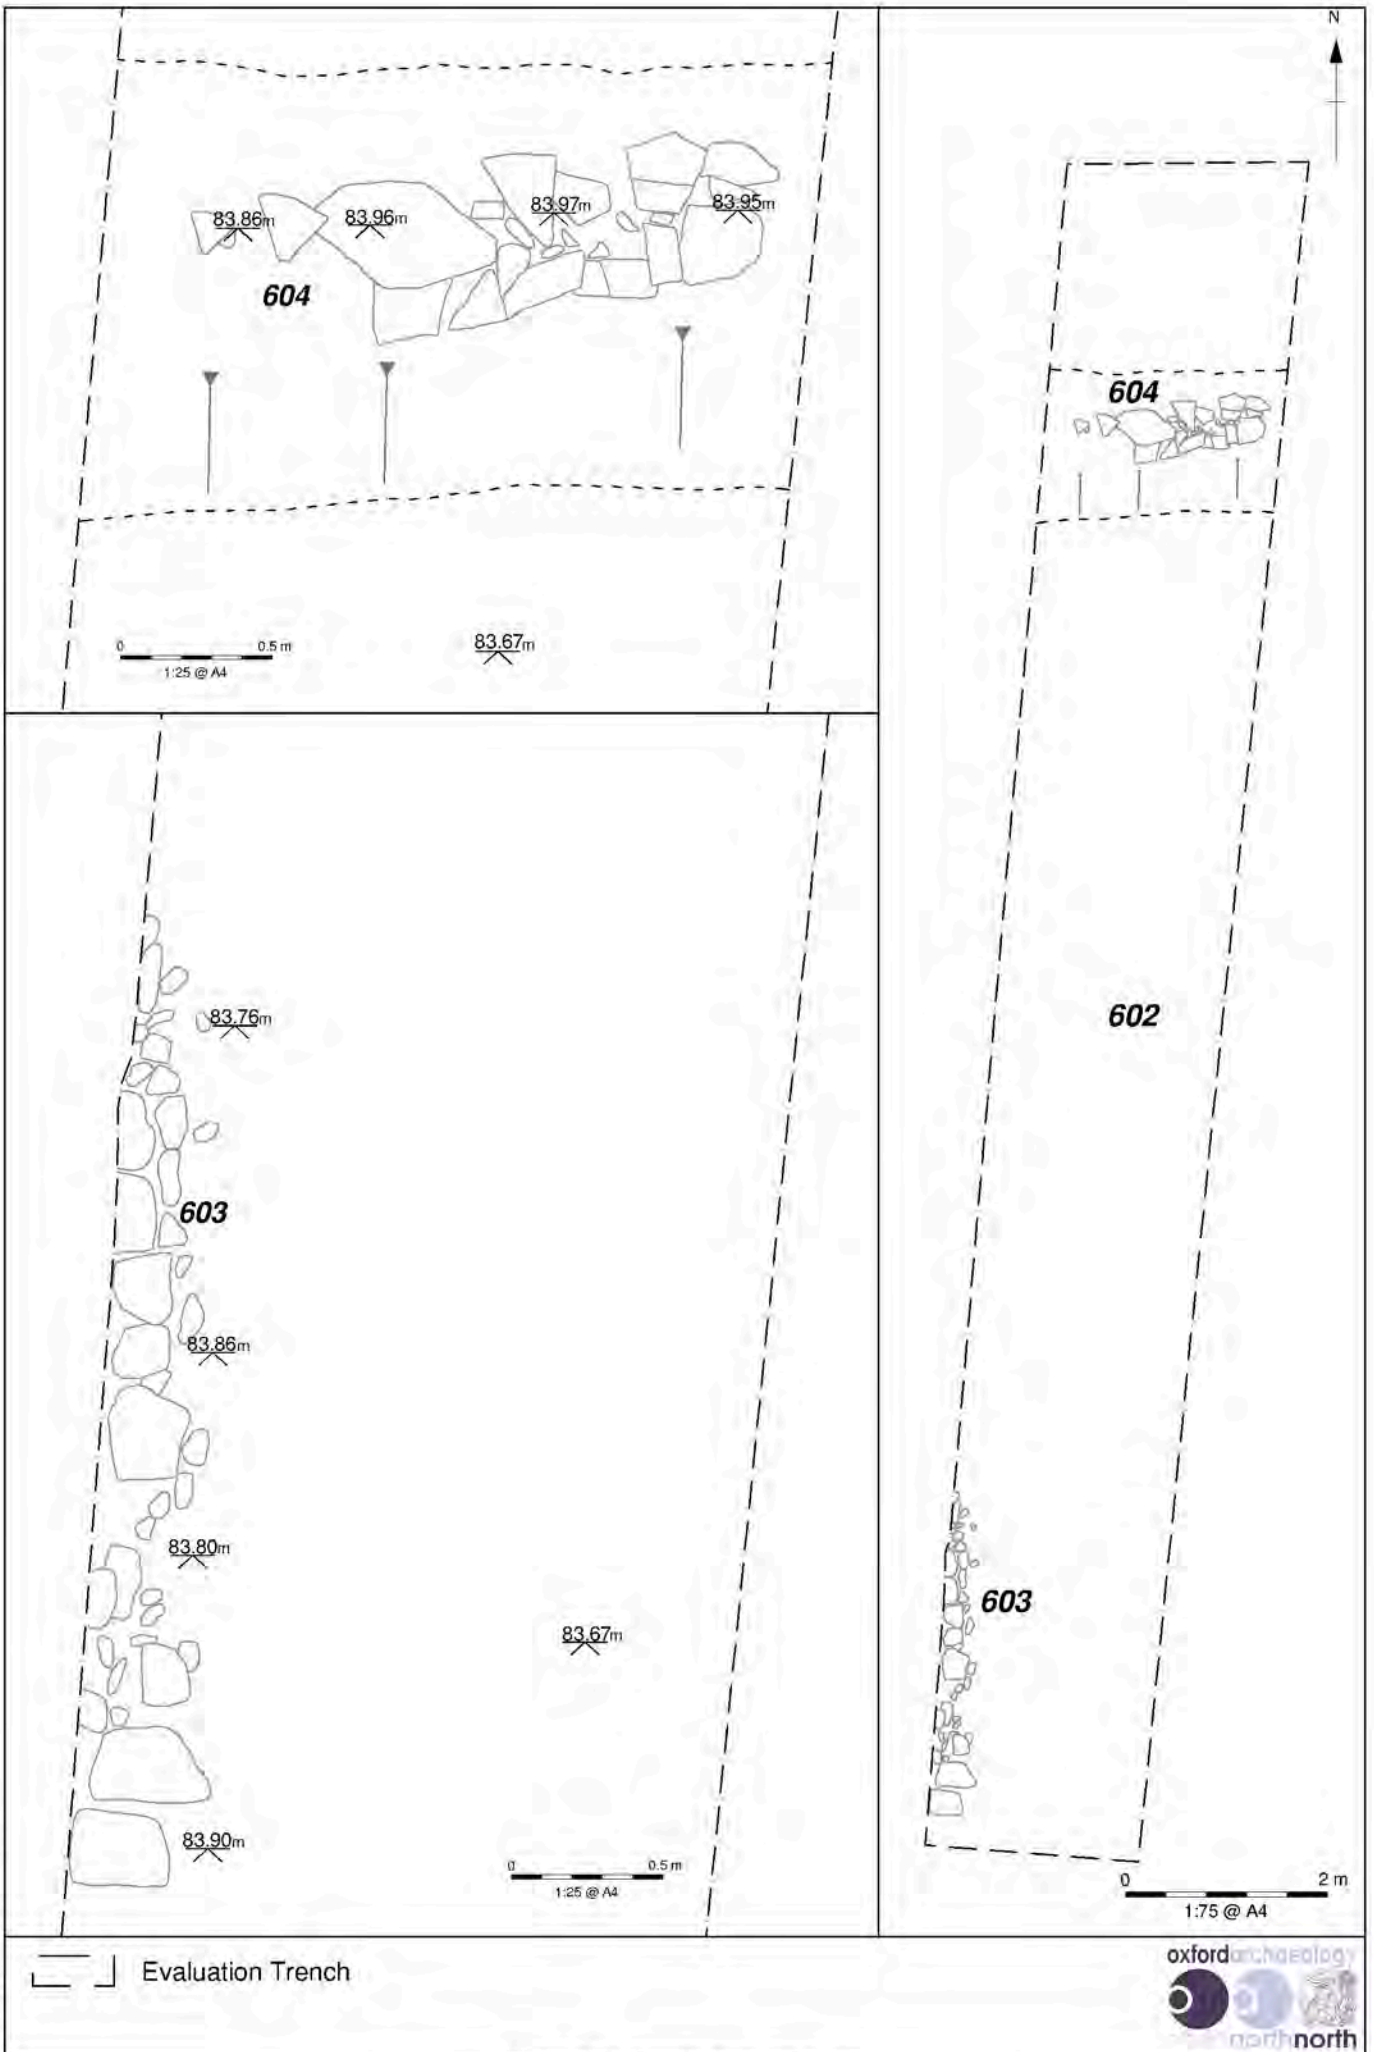 83.86m
83.96m
83.97m
83.95m
604
0 0.5 m
1:25 @ A4
83.67m
83.76m
603
83.86m
83.80m
83.67m
83.90m
0 0.5 m
1:25 @ A4
N
604
602
603
0 2 m
1:75 @ A4
Evaluation Trench
oxfordarchaeology
northnorth